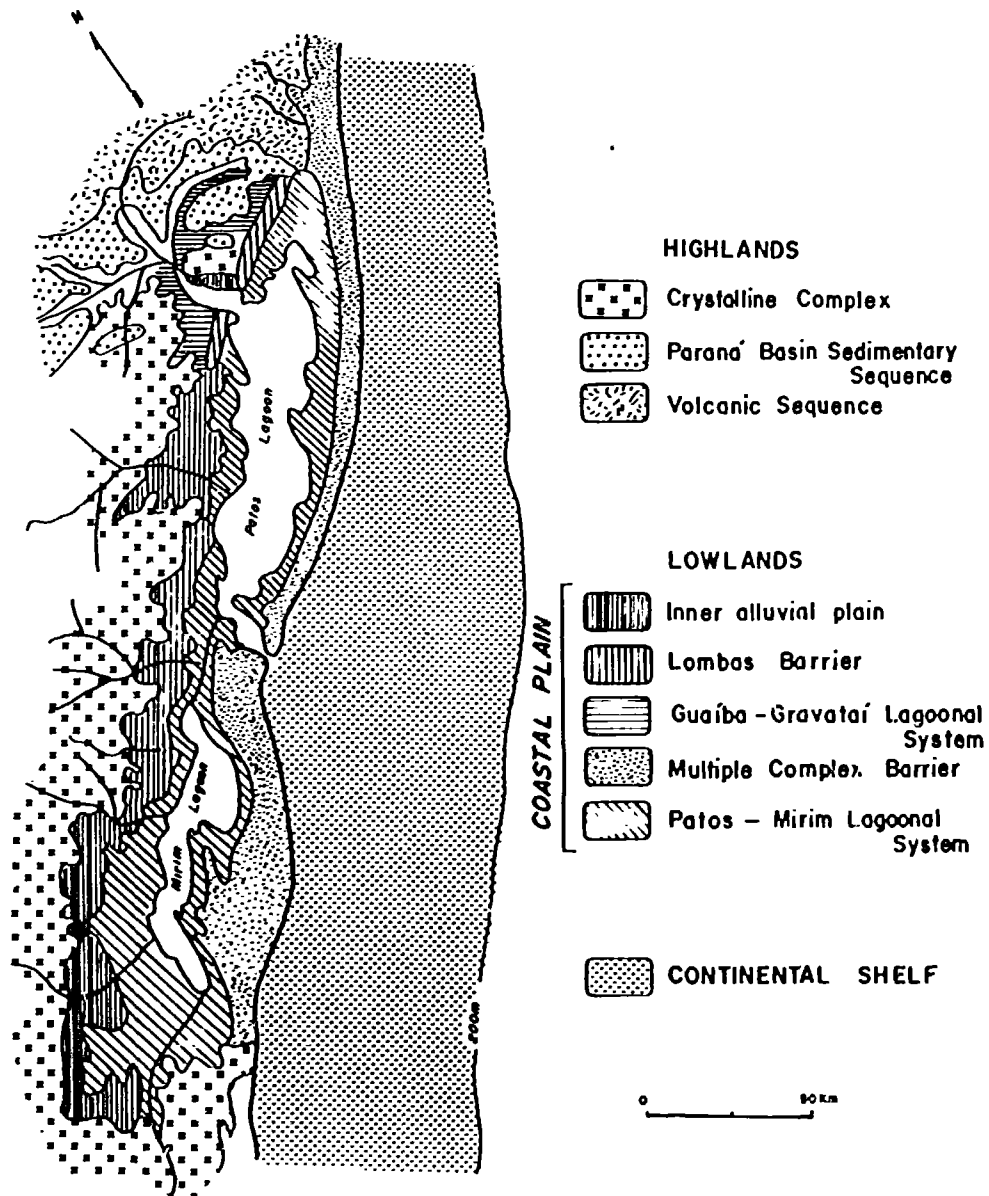 N
HIGHLANDS
Crystalline Complex
Paraná Basin Sedimentary
Sequence
Volcanic Sequence
LOWLANDS
COASTAL PLAIN
Inner alluvial plain
Lombas Barrier
Guaíba - Gravataí Lagoonal
System
Multiple Complex Barrier
Patos - Mirim Lagoonal
System
CONTINENTAL SHELF
0
90 Km
Patos Lagoon
Mirim Lagoon
200m